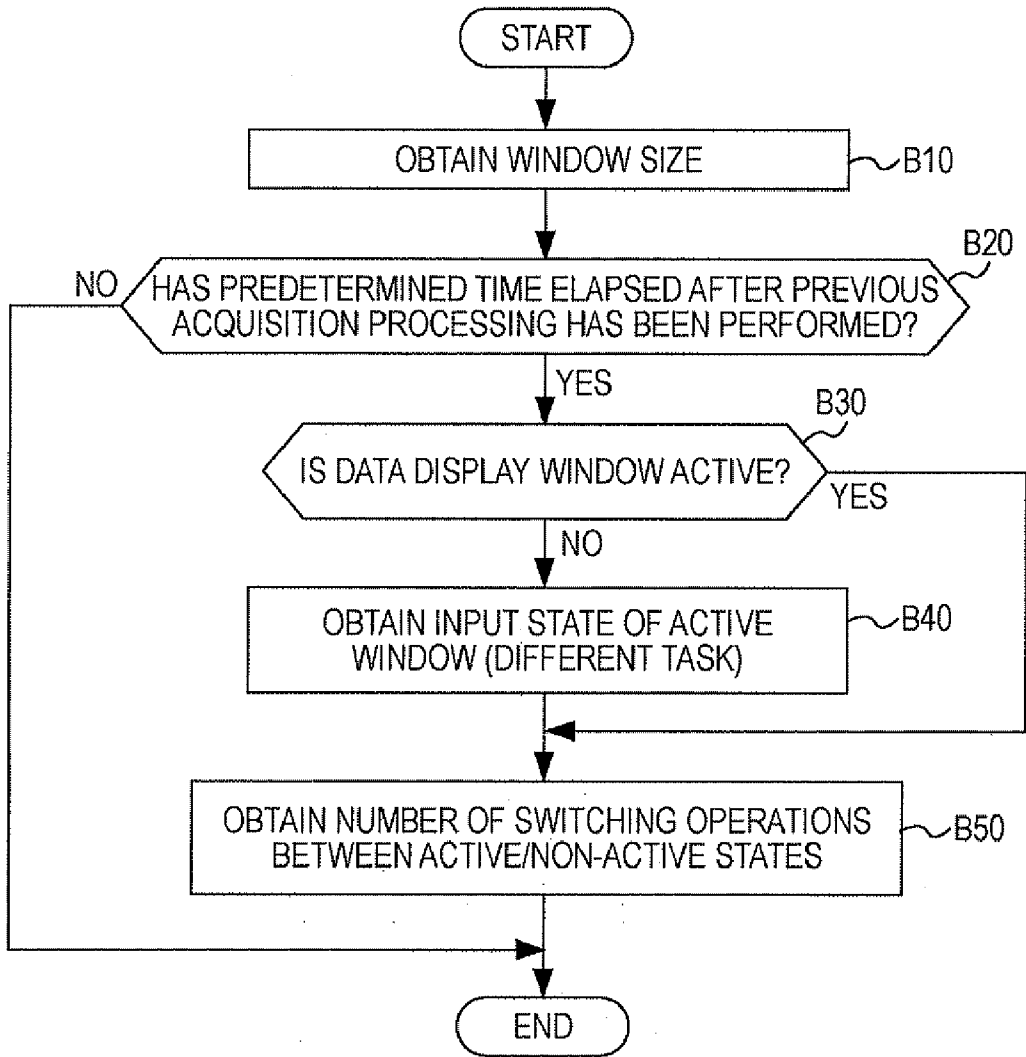 START
OBTAIN WINDOW SIZE
B10
B20
NO
HAS PREDETERMINED TIME ELAPSED AFTER PREVIOUS
ACQUISITION PROCESSING HAS BEEN PERFORMED?
YES
B30
IS DATA DISPLAY WINDOW ACTIVE?
YES
NO
OBTAIN INPUT STATE OF ACTIVE
WINDOW (DIFFERENT TASK)
B40
OBTAIN NUMBER OF SWITCHING OPERATIONS
BETWEEN ACTIVE/NON-ACTIVE STATES
B50
END